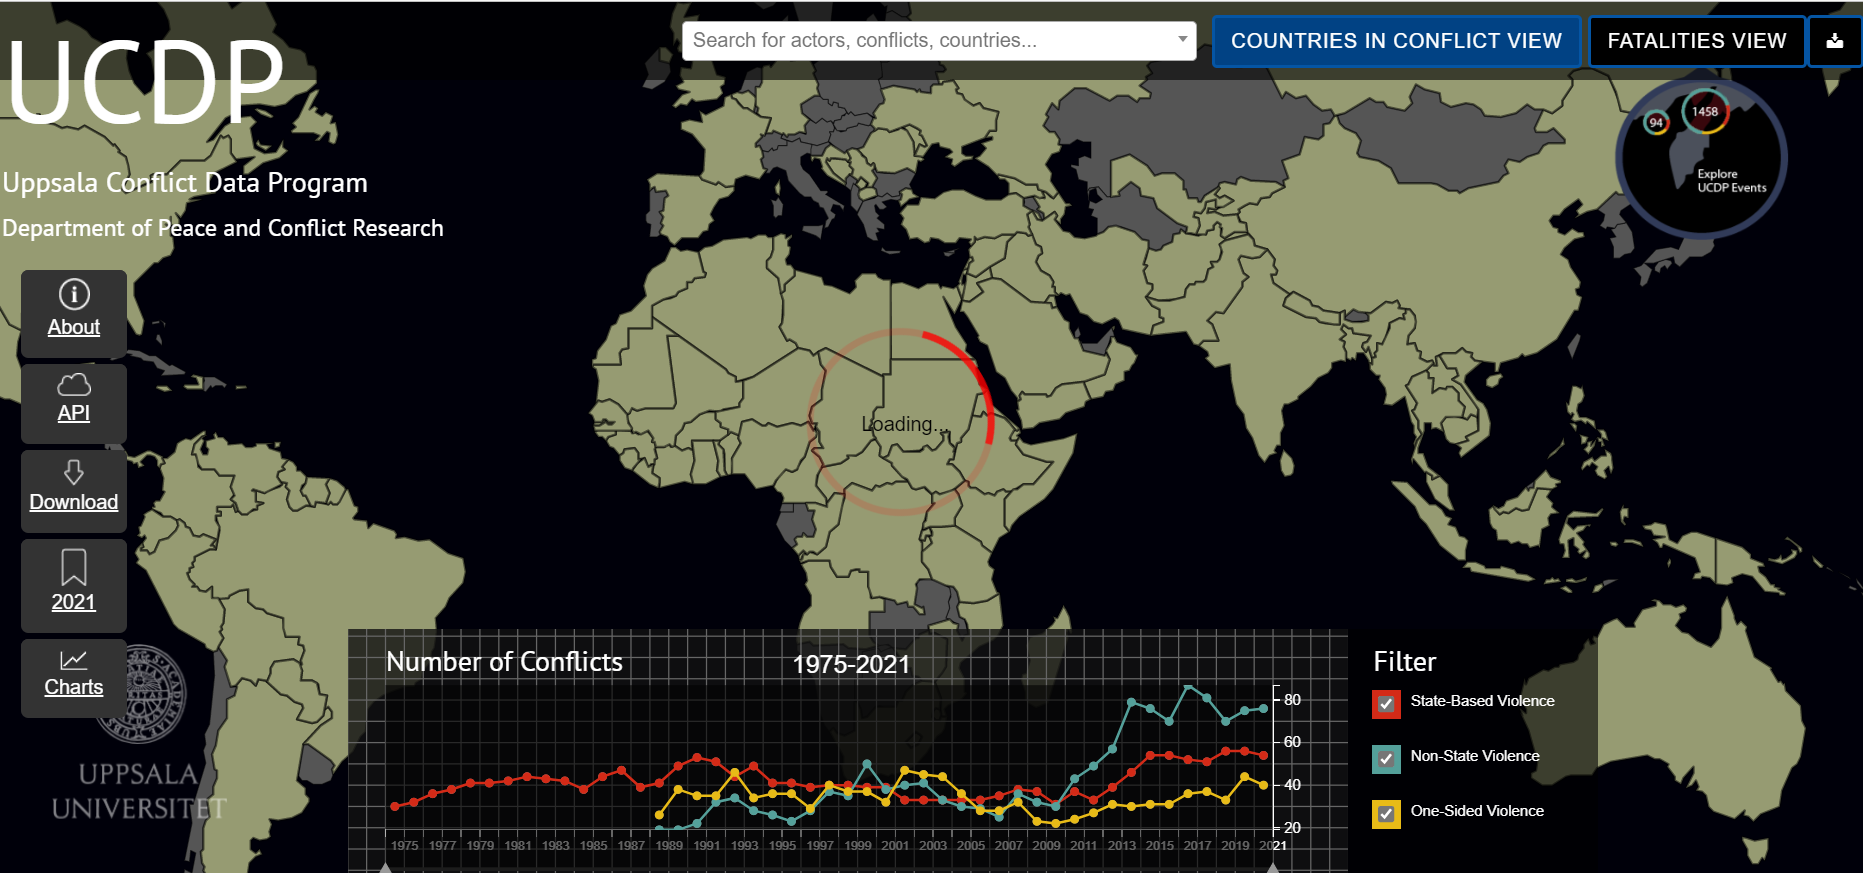 UCDP
Search for actors, conflicts, countries...
COUNTRIES IN CONFLICT VIEW
FATALITIES VIEW
94
1458
Explore
UCDP Events
Uppsala Conflict Data Program
Department of Peace and Conflict Research
About
API
Download
2021
Charts
UPPSALA
UNIVERSITET
Loading...
Number of Conflicts
1975-2021
80
60
40
20
1975 1977 1979 1981 1983 1985 1987 1989 1991 1993 1995 1997 1999 2001 2003 2005 2007 2009 2011 2013 2015 2017 2019 2021
Filter
State-Based Violence
Non-State Violence
One-Sided Violence